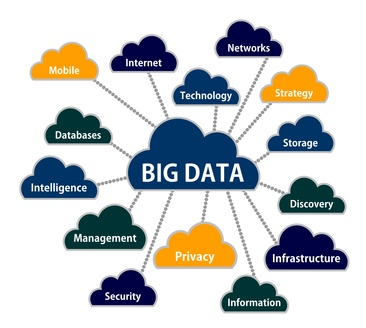 Networks
Internet
Mobile
Technology
Strategy
Databases
Storage
BIG DATA
Intelligence
Discovery
Management
Privacy
Infrastructure
Security
Information